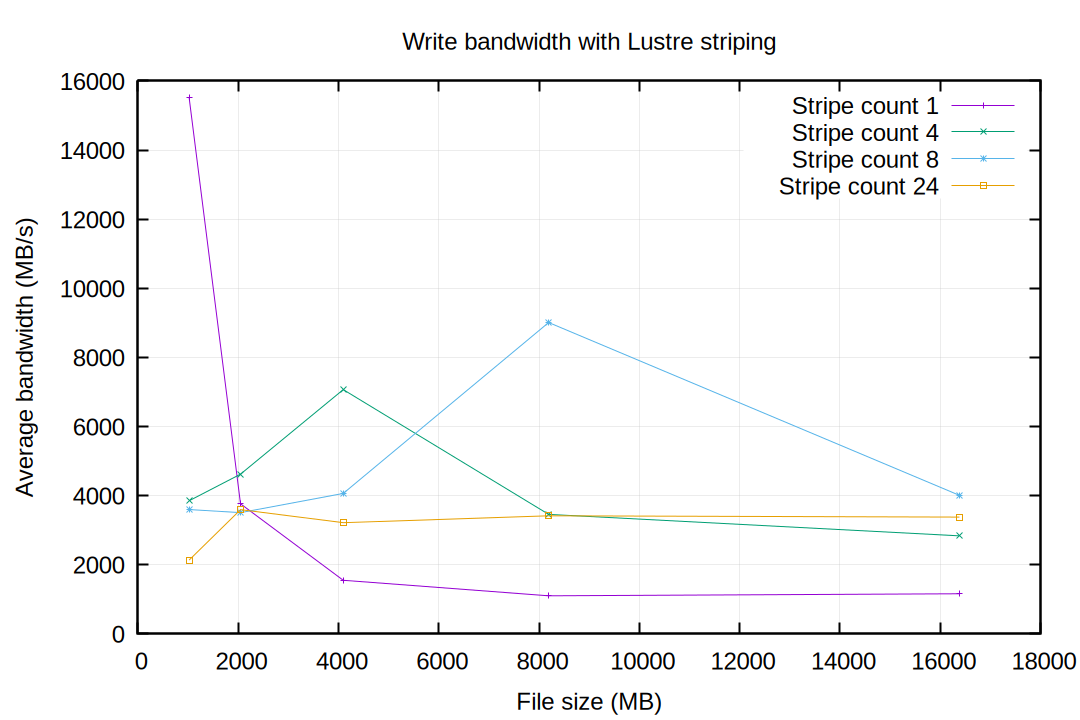 Write bandwidth with Lustre striping
16000
14000
12000
10000
8000
6000
4000
2000
0
Average bandwidth (MB/s)
Stripe count 1
Stripe count 4
Stripe count 8
Stripe count 24
0 2000 4000 6000 8000 10000 12000 14000 16000 18000
File size (MB)